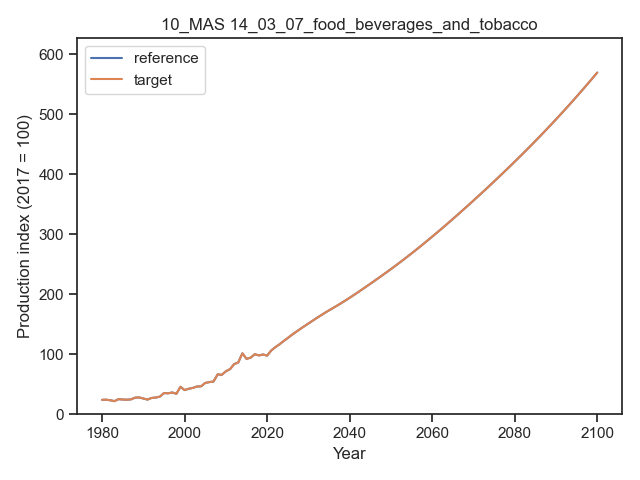 10_MAS 14_03_07_food_beverages_and_tobacco
reference
target
Production index (2017 = 100)
600
500
400
300
200
100
0
1980
2000
2020
2040
2060
2080
2100
Year